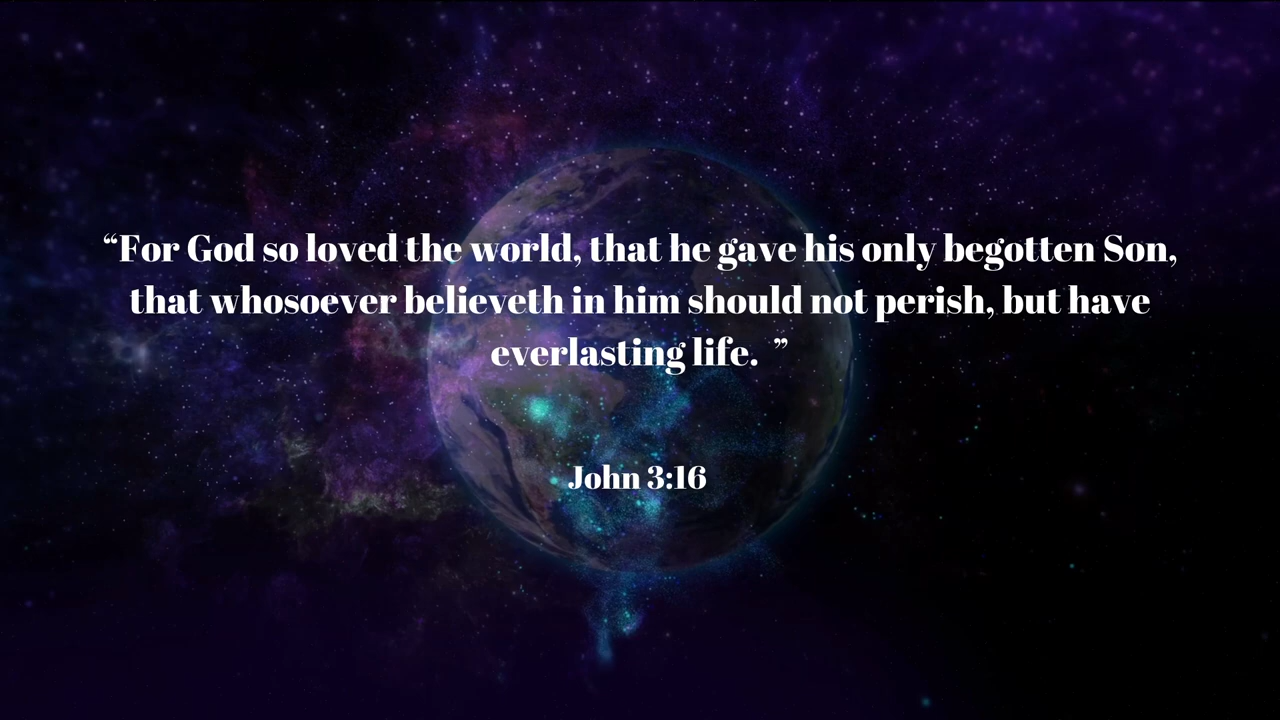 “For God so loved the world, that he gave his only begotten Son,
that whosoever believeth in him should not perish, but have
everlasting life.  ”
John 3:16